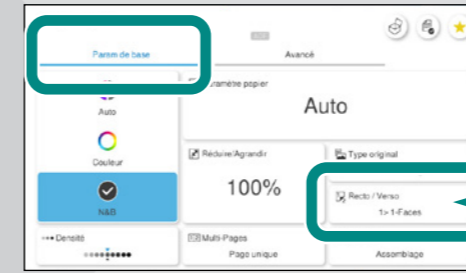 Param de base
Avancé
Paramètre papier
Auto
Auto
Couleur
Réduire/Agrandir
Type original
100%
Recto / Verso
1> 1-Faces
N&B
Densité
Multi-Pages
Page unique
Assemblage